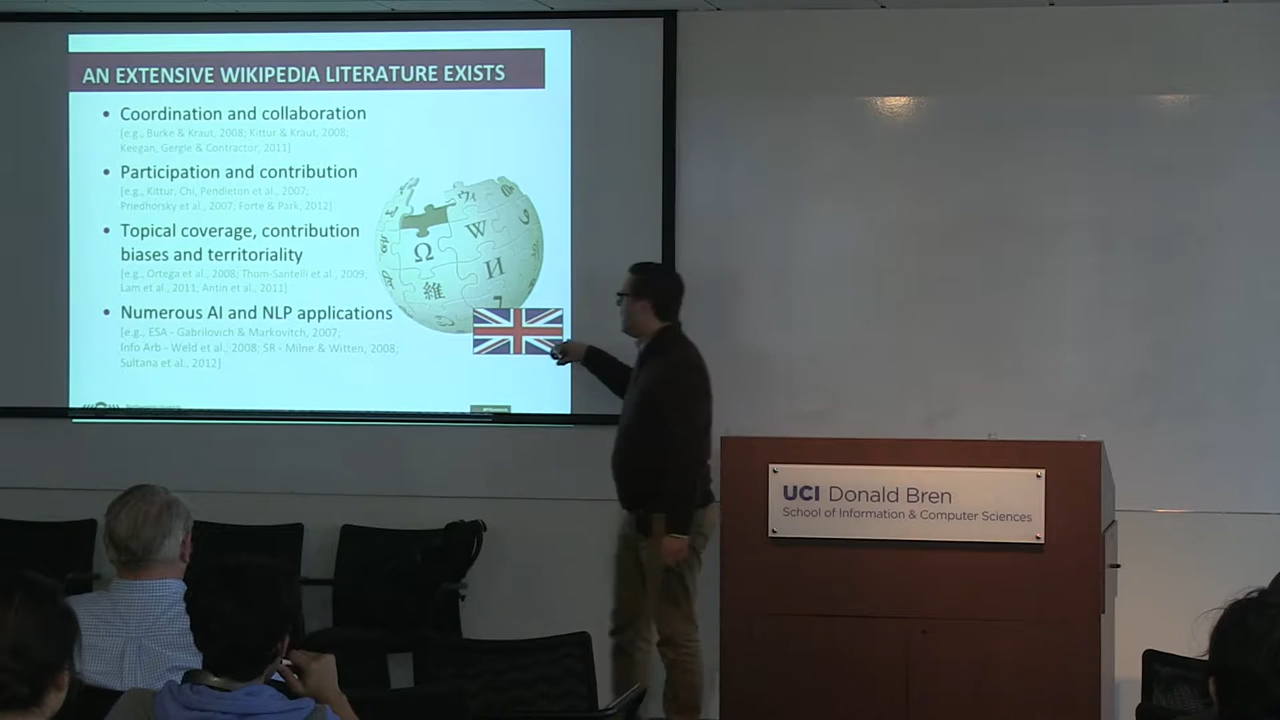 AN EXTENSIVE WIKIPEDIA LITERATURE EXISTS
• Coordination and collaboration
[e.g., Burke & Kraut, 2008; Kittur & Kraut, 2008;
Keegan, Gergle & Contractor, 2011]
• Participation and contribution
[e.g., Kittur, Chi, Pendleton et al., 2007;
Priedhorsky et al., 2007; Forte & Park, 2012]
• Topical coverage, contribution
biases and territoriality
[e.g., Ortega et al., 2008; Thom-Santelli et al., 2009,
Lam et al., 2011; Antin et al., 2011]
• Numerous AI and NLP applications
[e.g., ESA - Gabrilovich & Markovitch, 2007;
Info Arb - Weld et al., 2008; SR - Milne & Witten, 2008;
Sultana et al., 2012]
Ω W И
維
UCI Donald Bren
School of Information & Computer Sciences